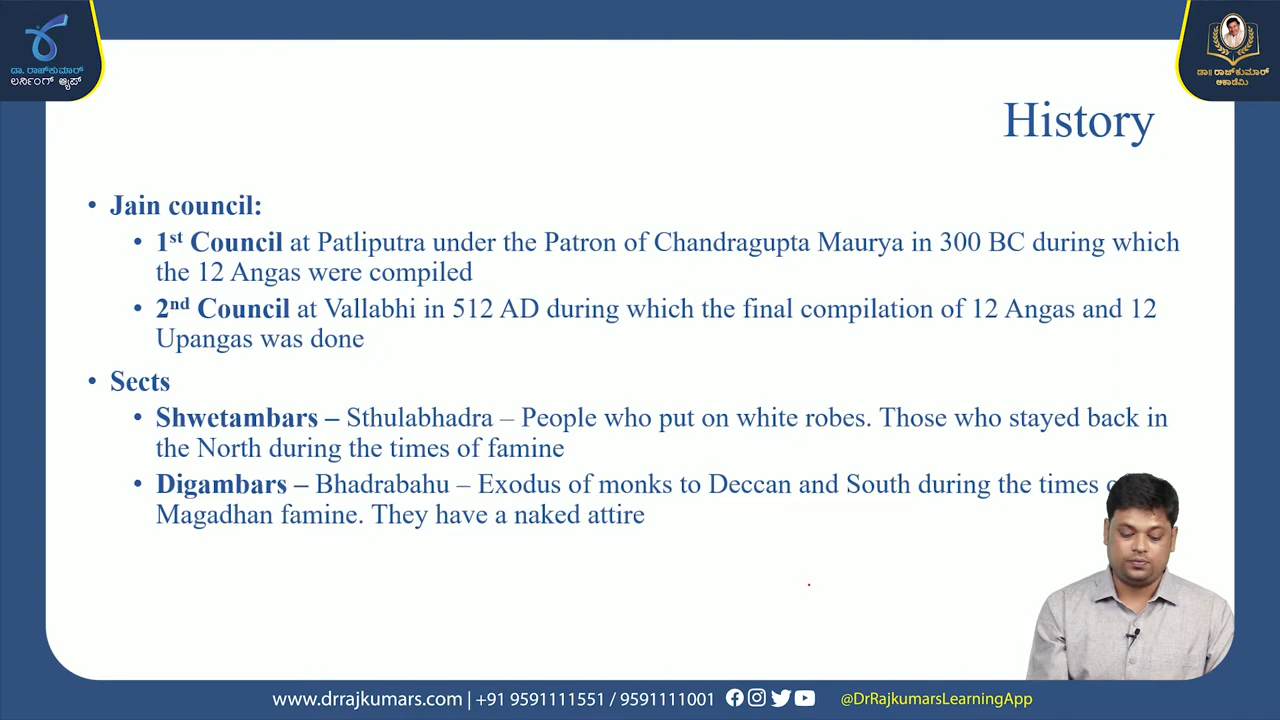 ಡಾ. ರಾಜ್‌ಕುಮಾರ್
ಲರ್ನಿಂಗ್ ಆ್ಯಪ್
ಡಾ|| ರಾಜ್‌ಕುಮಾರ್
ಅಕಾಡೆಮಿ
History
• Jain council:
• 1st Council at Patliputra under the Patron of Chandragupta Maurya in 300 BC during which
the 12 Angas were compiled
• 2nd Council at Vallabhi in 512 AD during which the final compilation of 12 Angas and 12
Upangas was done
• Sects
• Shwetambars – Sthulabhadra – People who put on white robes. Those who stayed back in
the North during the times of famine
• Digambars – Bhadrabahu – Exodus of monks to Deccan and South during the times
Magadhan famine. They have a naked attire
www.drrajkumars.com | +91 9591111551 / 9591111001 @DrRajkumarsLearningApp